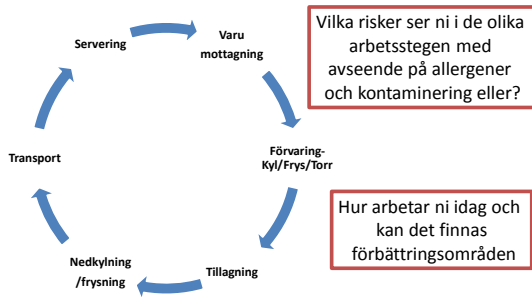 Servering
Varu
mottagning
Vilka risker ser ni i de olika
arbetsstegen med
avseende på allergener
och kontaminering eller?
Transport
Förvaring-
Kyl/Frys/Torr
Hur arbetar ni idag och
kan det finnas
förbättringsområden
Nedkylning
/frysning
Tillagning